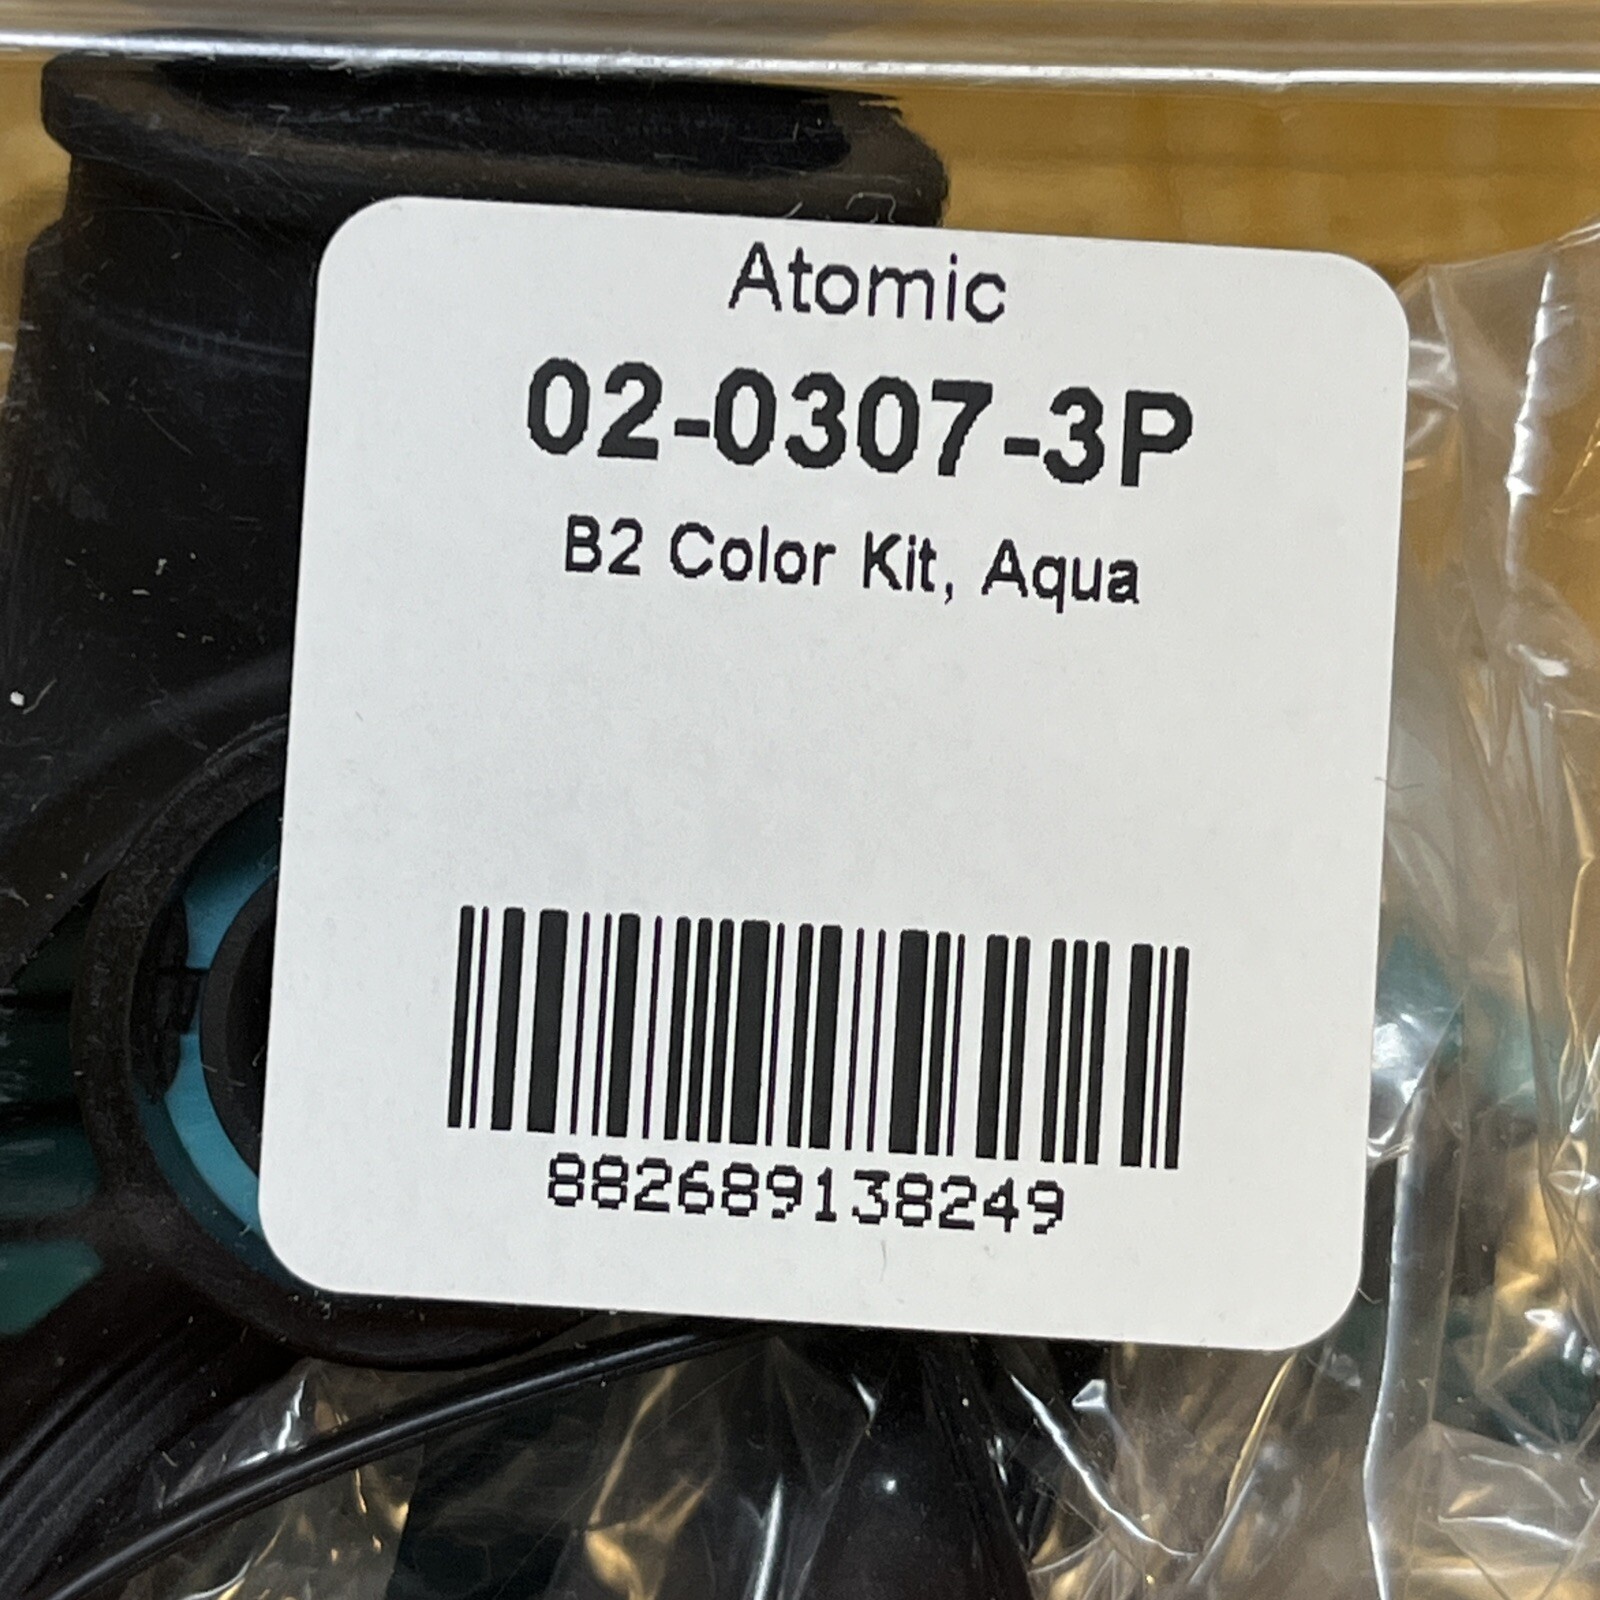 Atomic
02-0307-3P
B2 Color Kit, Aqua
882689138249